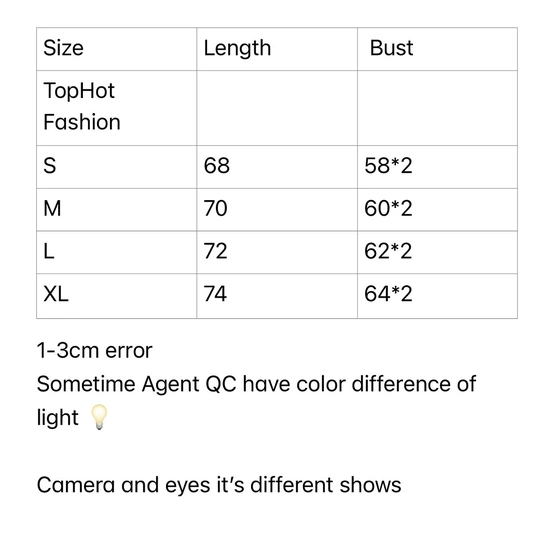 Size Length Bust
TopHot
Fashion
S 68 58*2
M 70 60*2
L 72 62*2
XL 74 64*2
1-3cm error
Sometime Agent QC have color difference of
light 💡
Camera and eyes it’s different shows